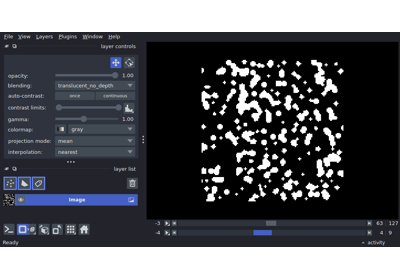 File View Layers Plugins Window Help
layer controls
opacity: 1.00
blending: translucent_no_depth
auto-contrast: once continuous
contrast limits:
gamma: 1.00
colormap: gray
projection mode: mean
interpolation: nearest
layer list
Image
-3 63 127
-4 4 9
Ready activity